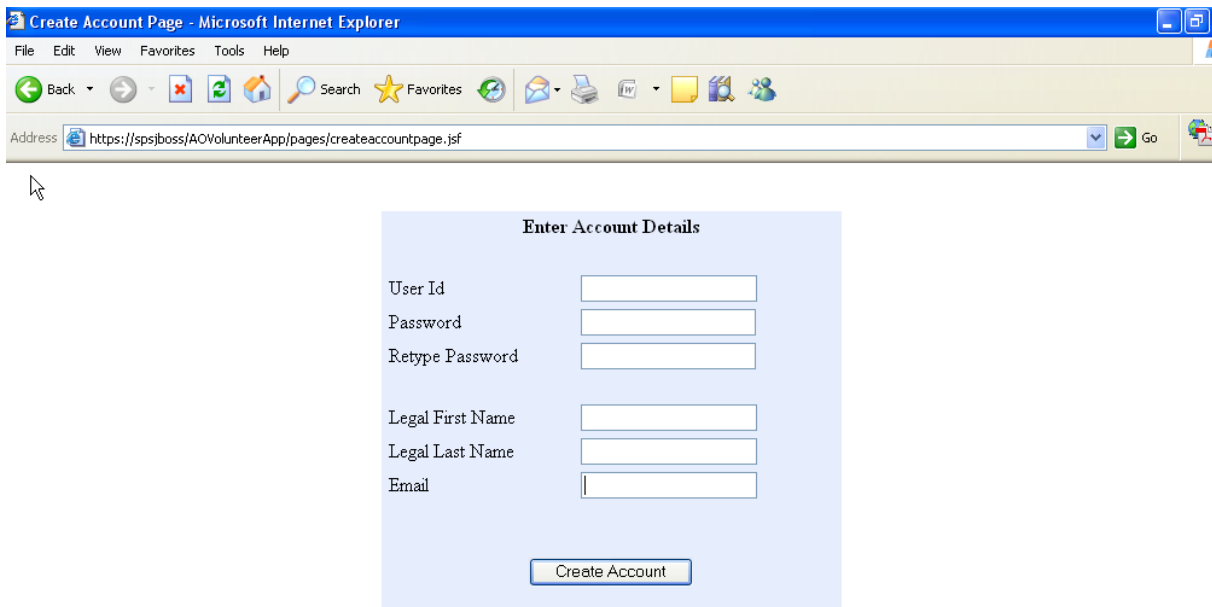 Create Account Page - Microsoft Internet Explorer
File Edit View Favorites Tools Help
Back Search Favorites
Address https://spsjboss/AOVolunteerApp/pages/createaccountpage.jsf Go
Enter Account Details
User Id
Password
Retype Password
Legal First Name
Legal Last Name
Email
Create Account